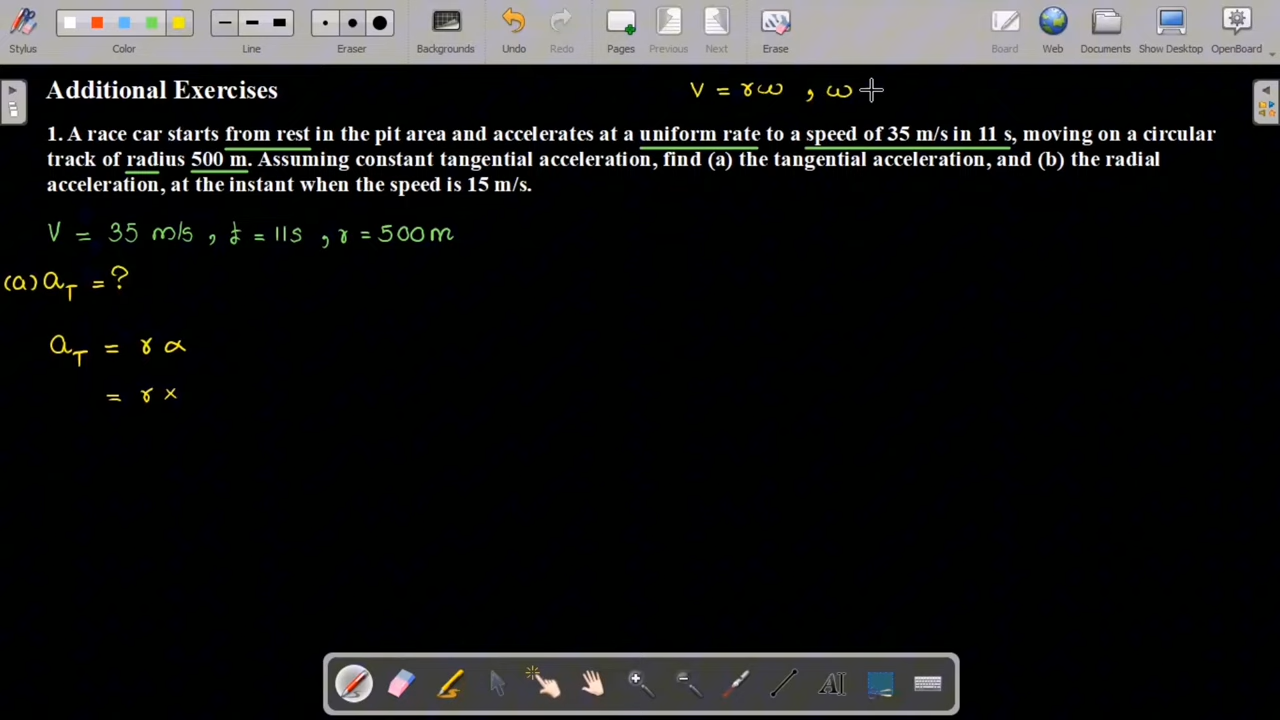 Stylus Color Line Eraser Backgrounds Undo Redo Pages Previous Next Erase Board Web Documents Show Desktop OpenBoard
Additional Exercises
v = rω , ω
1. A race car starts from rest in the pit area and accelerates at a uniform rate to a speed of 35 m/s in 11 s, moving on a circular
track of radius 500 m. Assuming constant tangential acceleration, find (a) the tangential acceleration, and (b) the radial
acceleration, at the instant when the speed is 15 m/s.
V = 35 m/s , t = 11s , r = 500m
(a) a_T = ?
a_T = r α
= r ×